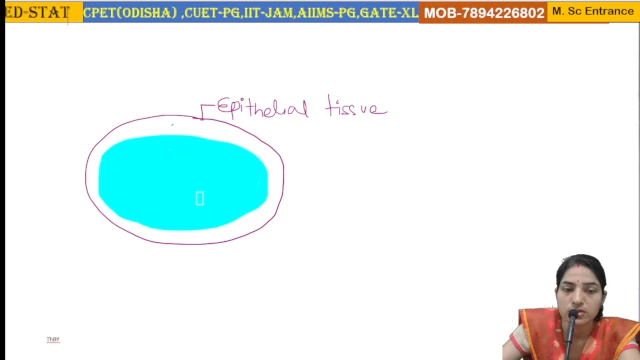 ED-STAT CPET(ODISHA) ,CUET-PG,IIT-JAM,AIIMS-PG,GATE-XL MOB-7894226802 M. Sc Entrance
Epithelial tissue